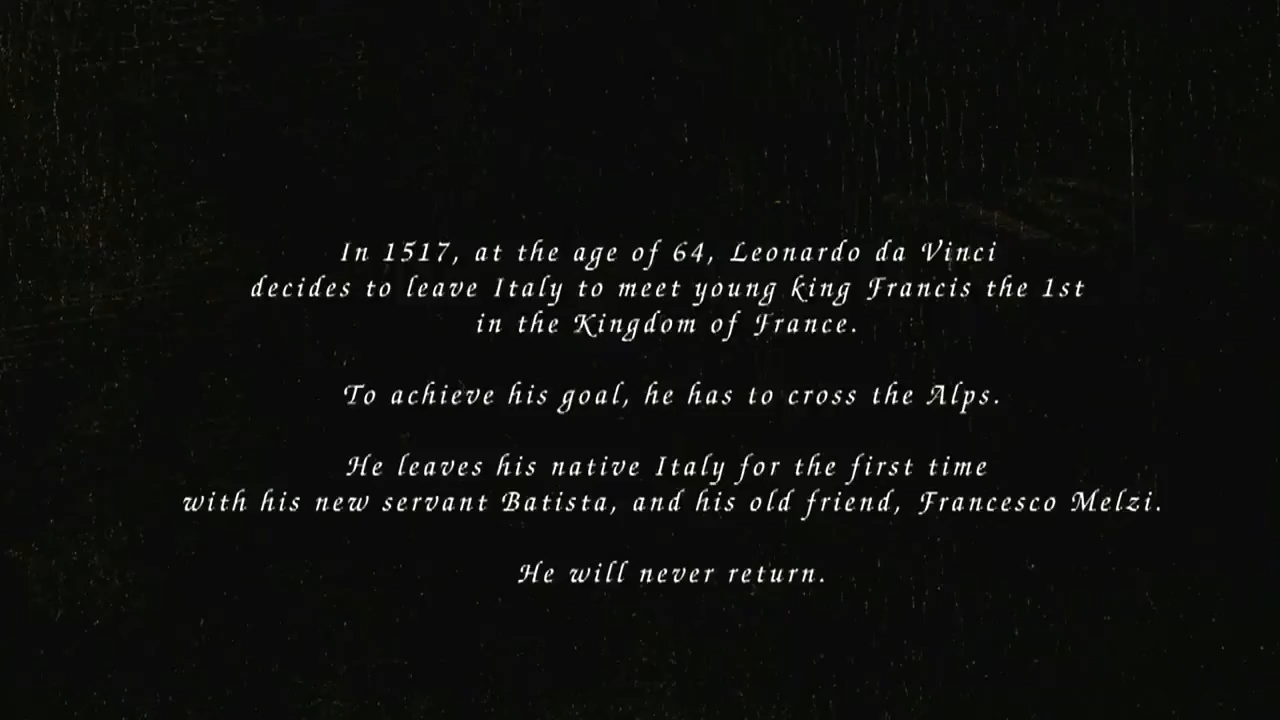 In 1517, at the age of 64, Leonardo da Vinci
decides to leave Italy to meet young king Francis the 1st
in the Kingdom of France.
To achieve his goal, he has to cross the Alps.
He leaves his native Italy for the first time
with his new servant Batista, and his old friend, Francesco Melzi.
He will never return.